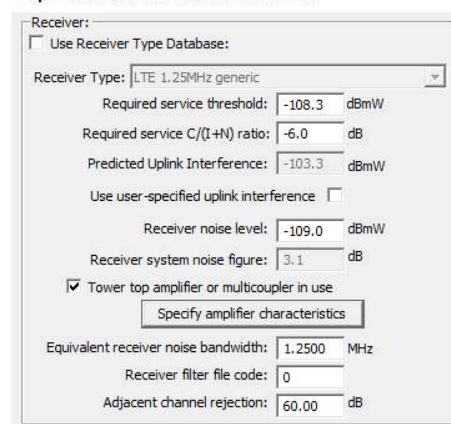 Receiver:
Use Receiver Type Database:
Receiver Type: LTE 1.25MHz generic
Required service threshold: -108.3 dBmW
Required service C/(I+N) ratio: -6.0 dB
Predicted Uplink Interference: -103.3 dBmW
Use user-specified uplink interference
Receiver noise level: -109.0 dBmW
Receiver system noise figure: 3.1 dB
Tower top amplifier or multicoupler in use
Specify amplifier characteristics
Equivalent receiver noise bandwidth: 1.2500 MHz
Receiver filter file code: 0
Adjacent channel rejection: 60.00 dB